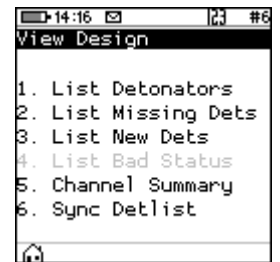 14:16 123 #6
View Design
1. List Detonators
2. List Missing Dets
3. List New Dets
4. List Bad Status
5. Channel Summary
6. Sync Detlist